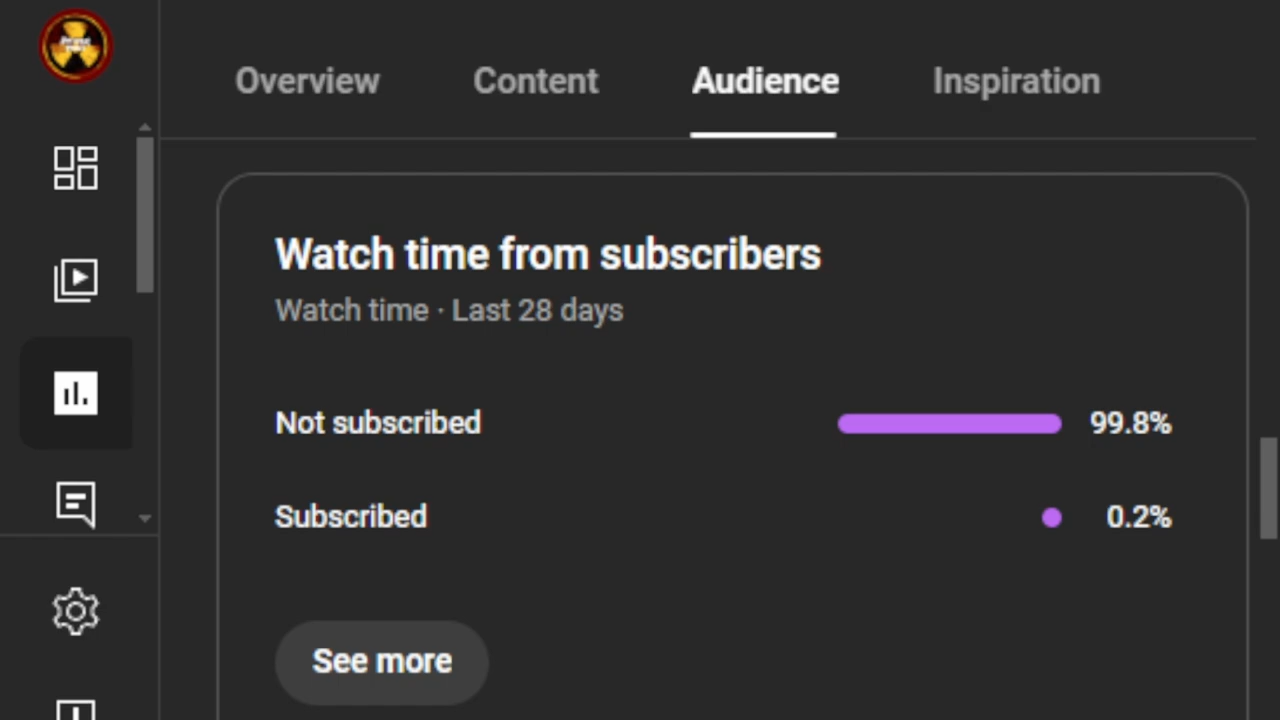 Overview
Content
Audience
Inspiration
Watch time from subscribers
Watch time · Last 28 days
Not subscribed
99.8%
Subscribed
0.2%
See more